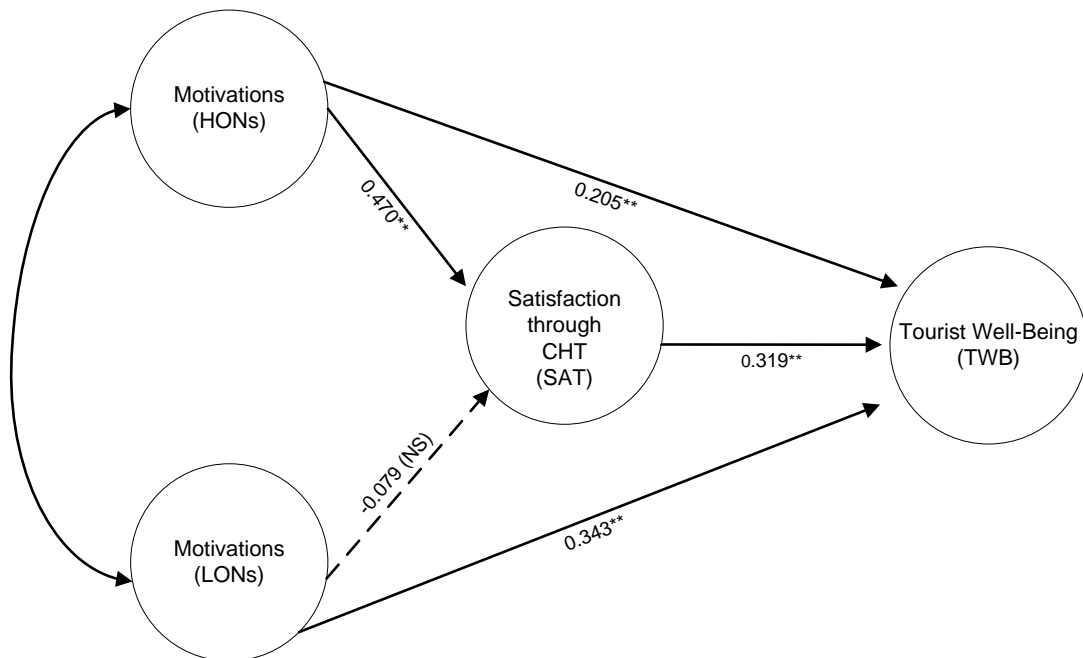 Motivations
(HONs)
0.205**
0.470**
Satisfaction
through
CHT
(SAT)
Tourist Well-Being
(TWB)
0.319**
-0.079 (NS)
Motivations
(LONs)
0.343**